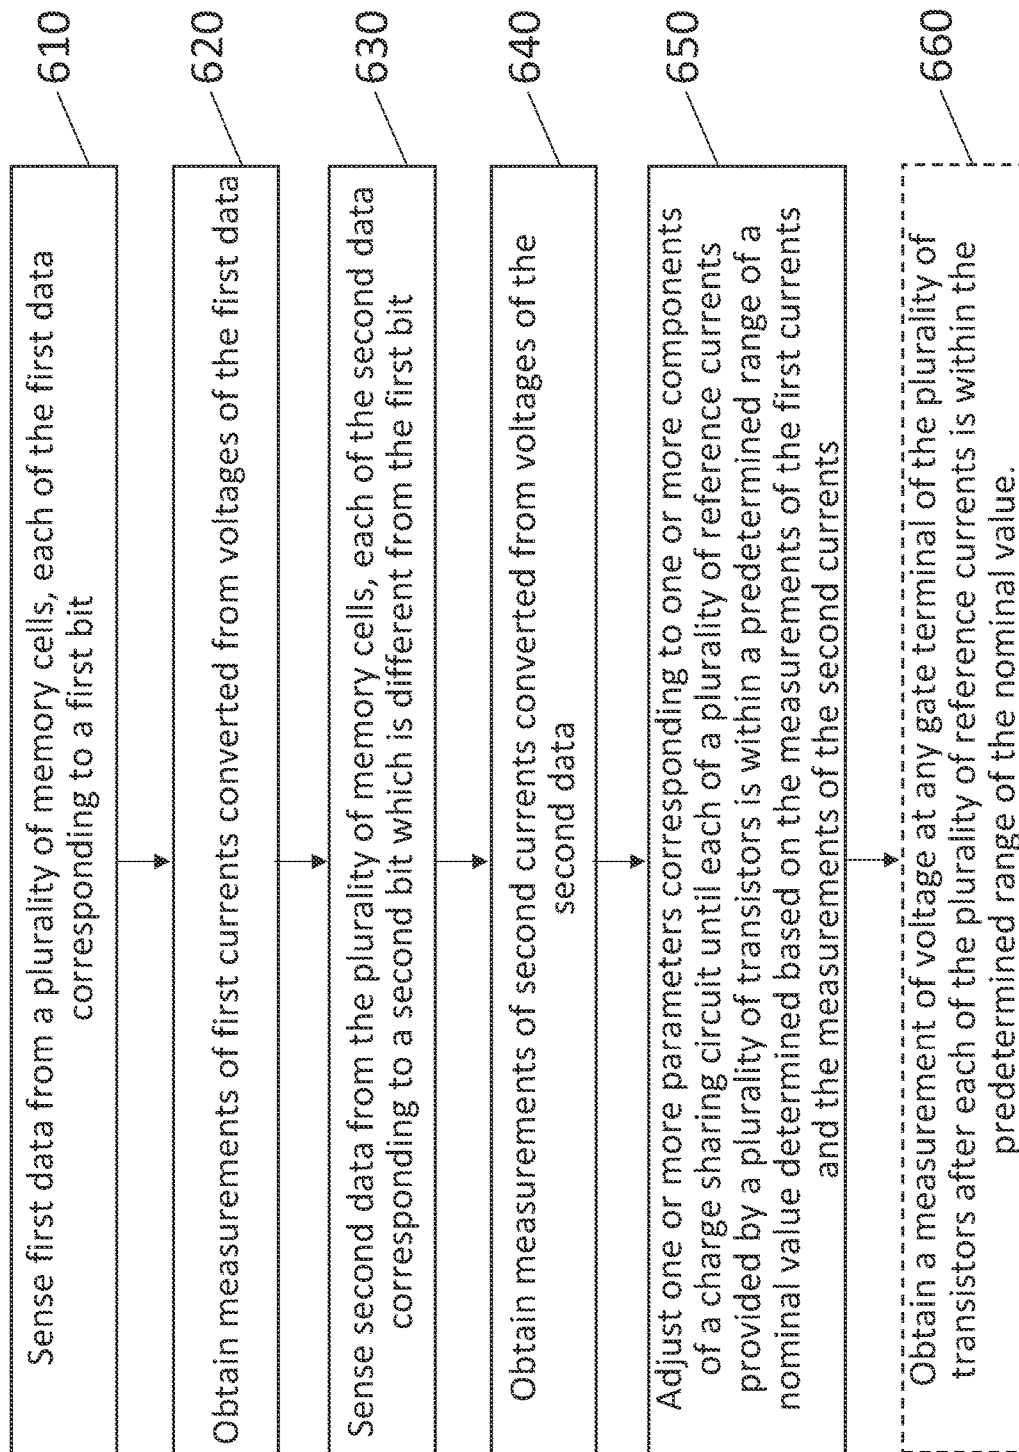 Sense first data from a plurality of memory cells, each of the first data
corresponding to a first bit
610
Obtain measurements of first currents converted from voltages of the first data
620
Sense second data from the plurality of memory cells, each of the second data
corresponding to a second bit which is different from the first bit
630
Obtain measurements of second currents converted from voltages of the
second data
640
Adjust one or more parameters corresponding to one or more components
of a charge sharing circuit until each of a plurality of reference currents
provided by a plurality of transistors is within a predetermined range of a
nominal value determined based on the measurements of the first currents
and the measurements of the second currents
650
Obtain a measurement of voltage at any gate terminal of the plurality of
transistors after each of the plurality of reference currents is within the
predetermined range of the nominal value.
660